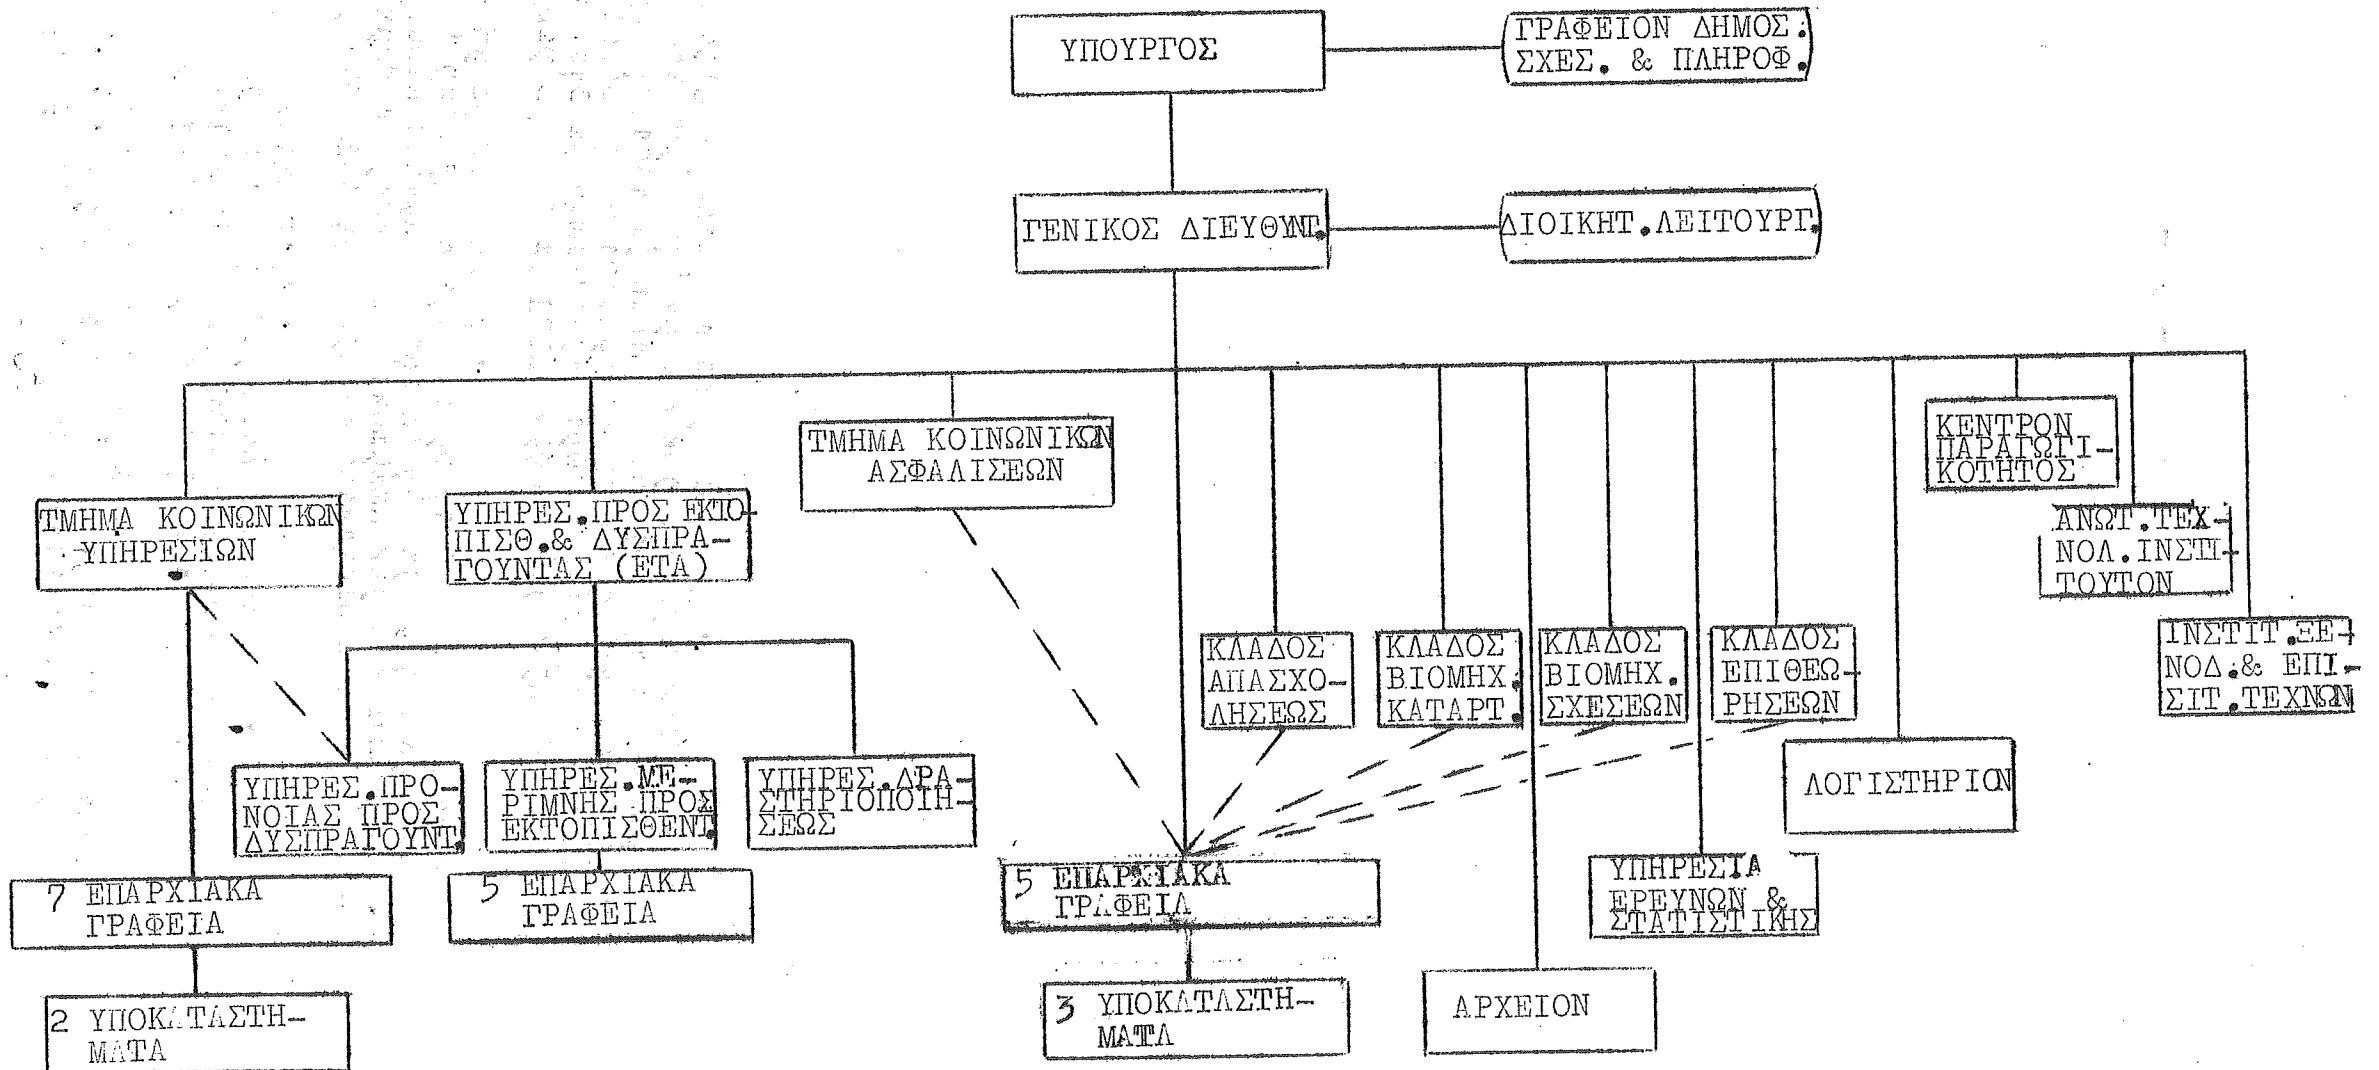 ΥΠΟΥΡΓΟΣ
ΓΡΑΦΕΙΟΝ ΔΗΜΟΣ.
ΣΧΕΣ. & ΠΛΗΡΟΦ.
ΓΕΝΙΚΟΣ ΔΙΕΥΘΥΝΤ.
ΔΙΟΙΚΗΤ.ΛΕΙΤΟΥΡΓ.
ΤΜΗΜΑ ΚΟΙΝΩΝΙΚΩΝ
ΥΠΗΡΕΣΙΩΝ
ΥΠΗΡΕΣ.ΠΡΟΣ ΕΚΤΟ-
ΠΙΣΘ.& ΔΥΣΠΡΑ-
ΓΟΥΝΤΑΣ (ΕΤΑ)
ΤΜΗΜΑ ΚΟΙΝΩΝΙΚΩΝ
ΑΣΦΑΛΙΣΕΩΝ
ΚΕΝΤΡΟΝ
ΠΑΡΑΓΩΓΙ-
ΚΟΤΗΤΟΣ
ΑΝΩΤ.ΤΕΧ-
ΝΟΛ.ΙΝΣΤΙ-
ΤΟΥΤΟΝ
ΙΝΣΤΙΤ.ΞΕ-
ΝΟΔ.& ΕΠΙ-
ΣΙΤ.ΤΕΧΝΩΝ
ΚΛΑΔΟΣ
ΑΠΑΣΧΟ-
ΛΗΣΕΩΣ
ΚΛΑΔΟΣ
ΒΙΟΜΗΧ.
ΚΑΤΑΡΤ.
ΚΛΑΔΟΣ
ΒΙΟΜΗΧ.
ΣΧΕΣΕΩΝ
ΚΛΑΔΟΣ
ΕΠΙΘΕΩ-
ΡΗΣΕΩΝ
ΥΠΗΡΕΣ.ΠΡΟ-
ΝΟΙΑΣ ΠΡΟΣ
ΔΥΣΠΡΑΓΟΥΝΤ.
ΥΠΗΡΕΣ.ΜΕ-
ΡΙΜΝΗΣ ΠΡΟΣ
ΕΚΤΟΠΙΣΘΕΝΤ.
ΥΠΗΡΕΣ.ΔΡΑ-
ΣΤΗΡΙΟΠΟΙΗ-
ΣΕΩΣ
ΛΟΓΙΣΤΗΡΙΟΝ
7 ΕΠΑΡΧΙΑΚΑ
ΓΡΑΦΕΙΑ
5 ΕΠΑΡΧΙΑΚΑ
ΓΡΑΦΕΙΑ
5 ΕΠΑΡΧΙΑΚΑ
ΓΡΑΦΕΙΑ
ΥΠΗΡΕΣΙΑ
ΕΡΕΥΝΩΝ &
ΣΤΑΤΙΣΤΙΚΗΣ
2 ΥΠΟΚΑΤΑΣΤΗ-
ΜΑΤΑ
3 ΥΠΟΚΑΤΑΣΤΗ-
ΜΑΤΑ
ΑΡΧΕΙΟΝ